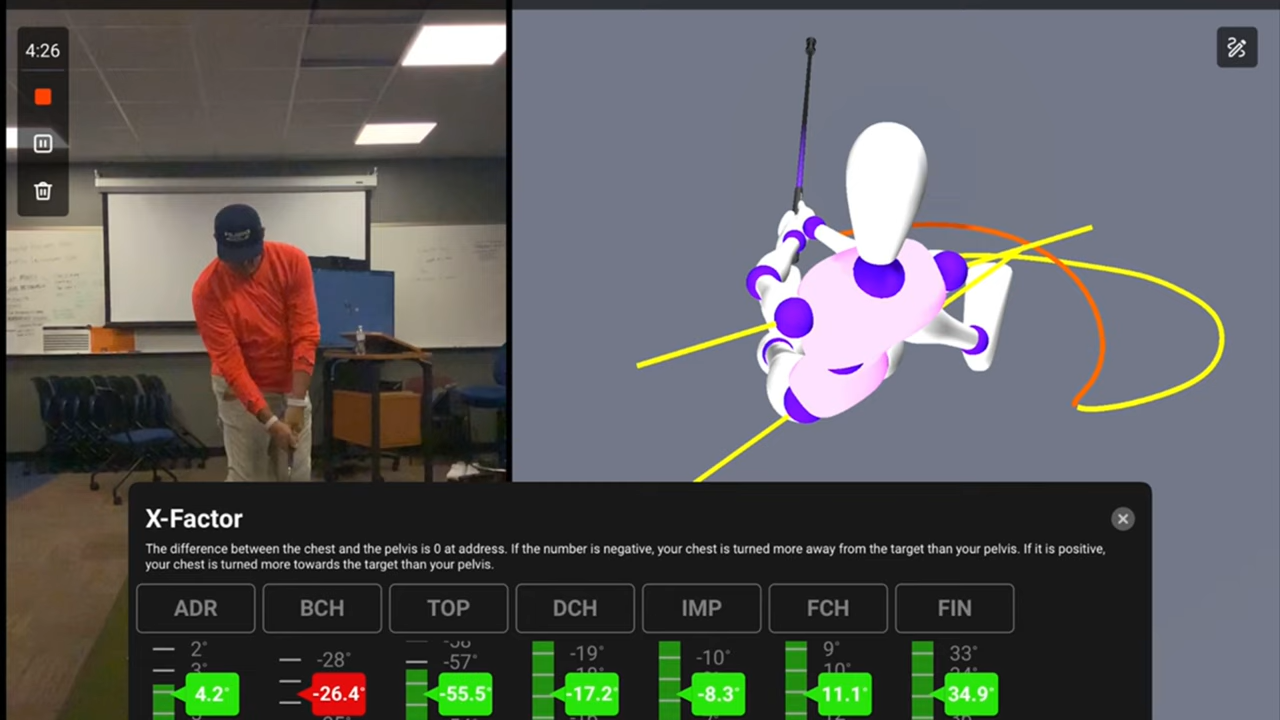 4:26
X-Factor
The difference between the chest and the pelvis is 0 at address. If the number is negative, your chest is turned more away from the target than your pelvis. If it is positive,
your chest is turned more towards the target than your pelvis.
ADR BCH TOP DCH IMP FCH FIN
2° -28° -57° -19° -10° 9° 33°
3° 10°
4.2° -26.4° -55.5° -17.2° -8.3° 11.1° 34.9°